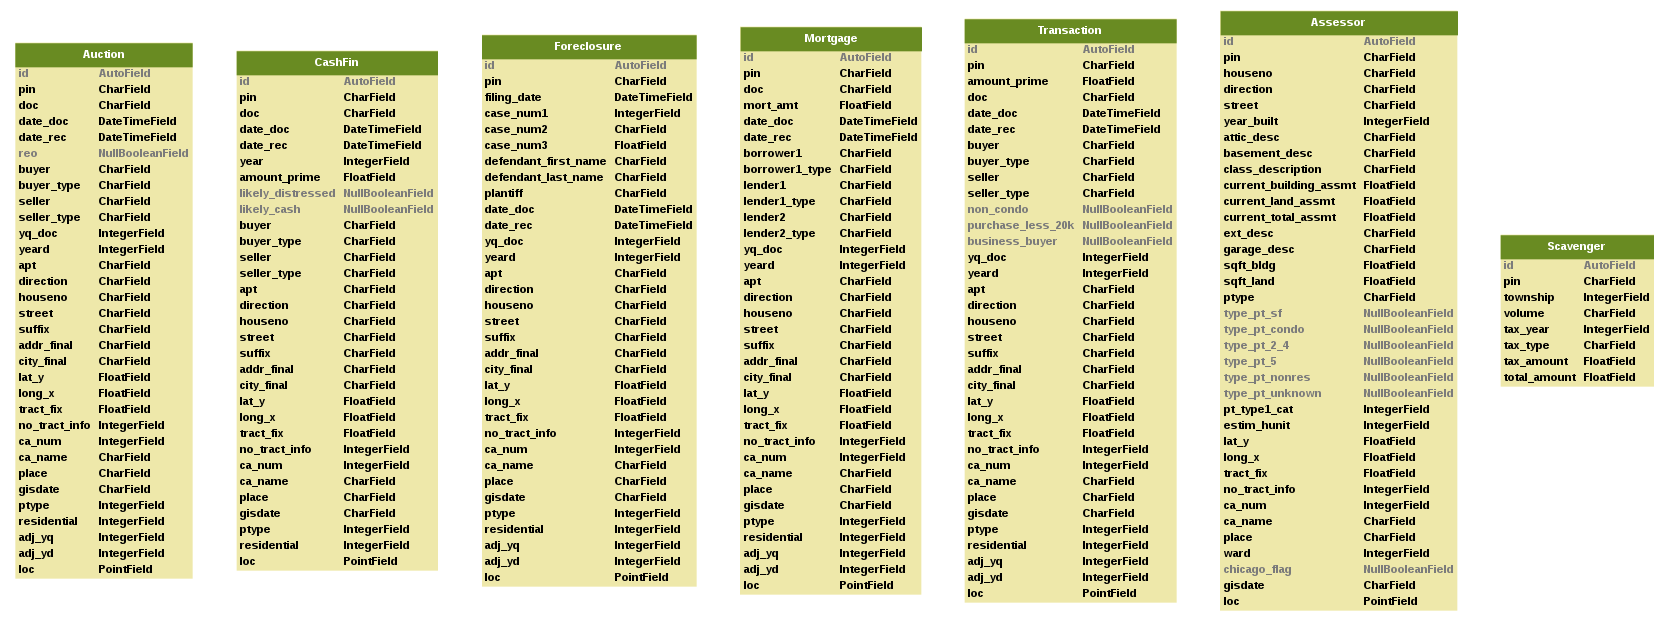 Auction
id AutoField
pin CharField
doc CharField
date_doc DateTimeField
date_rec DateTimeField
reo NullBooleanField
buyer CharField
buyer_type CharField
seller CharField
seller_type CharField
yq_doc IntegerField
yeard IntegerField
apt CharField
direction CharField
houseno CharField
street CharField
suffix CharField
addr_final CharField
city_final CharField
lat_y FloatField
long_x FloatField
tract_fix FloatField
no_tract_info IntegerField
ca_num IntegerField
ca_name CharField
place CharField
gisdate CharField
ptype IntegerField
residential IntegerField
adj_yq IntegerField
adj_yd IntegerField
loc PointField
CashFin
id AutoField
pin CharField
doc CharField
date_doc DateTimeField
date_rec DateTimeField
year IntegerField
amount_prime FloatField
likely_distressed NullBooleanField
likely_cash NullBooleanField
buyer CharField
buyer_type CharField
seller CharField
seller_type CharField
apt CharField
direction CharField
houseno CharField
street CharField
suffix CharField
addr_final CharField
city_final CharField
lat_y FloatField
long_x FloatField
tract_fix FloatField
no_tract_info IntegerField
ca_num IntegerField
ca_name CharField
place CharField
gisdate CharField
ptype IntegerField
residential IntegerField
loc PointField
Foreclosure
id AutoField
pin CharField
filing_date DateTimeField
case_num1 IntegerField
case_num2 CharField
case_num3 FloatField
defendant_first_name CharField
defendant_last_name CharField
plantiff CharField
date_doc DateTimeField
date_rec DateTimeField
yq_doc IntegerField
yeard IntegerField
apt CharField
direction CharField
houseno CharField
street CharField
suffix CharField
addr_final CharField
city_final CharField
lat_y FloatField
long_x FloatField
tract_fix FloatField
no_tract_info IntegerField
ca_num IntegerField
ca_name CharField
place CharField
gisdate CharField
ptype IntegerField
residential IntegerField
adj_yq IntegerField
adj_yd IntegerField
loc PointField
Mortgage
id AutoField
pin CharField
doc CharField
mort_amt FloatField
date_doc DateTimeField
date_rec DateTimeField
borrower1 CharField
borrower1_type CharField
lender1 CharField
lender1_type CharField
lender2 CharField
lender2_type CharField
yq_doc IntegerField
yeard IntegerField
apt CharField
direction CharField
houseno CharField
street CharField
suffix CharField
addr_final CharField
city_final CharField
lat_y FloatField
long_x FloatField
tract_fix FloatField
no_tract_info IntegerField
ca_num IntegerField
ca_name CharField
place CharField
gisdate CharField
ptype IntegerField
residential IntegerField
adj_yq IntegerField
adj_yd IntegerField
loc PointField
Transaction
id AutoField
pin CharField
amount_prime FloatField
doc CharField
date_doc DateTimeField
date_rec DateTimeField
buyer CharField
buyer_type CharField
seller CharField
seller_type CharField
non_condo NullBooleanField
purchase_less_20k NullBooleanField
business_buyer NullBooleanField
yq_doc IntegerField
yeard IntegerField
apt CharField
direction CharField
houseno CharField
street CharField
suffix CharField
addr_final CharField
city_final CharField
lat_y FloatField
long_x FloatField
tract_fix FloatField
no_tract_info IntegerField
ca_num IntegerField
ca_name CharField
place CharField
gisdate CharField
ptype IntegerField
residential IntegerField
adj_yq IntegerField
adj_yd IntegerField
loc PointField
Assessor
id AutoField
pin CharField
houseno CharField
direction CharField
street CharField
year_built IntegerField
attic_desc CharField
basement_desc CharField
class_description CharField
current_building_assmt FloatField
current_land_assmt FloatField
current_total_assmt FloatField
ext_desc CharField
garage_desc CharField
sqft_bldg FloatField
sqft_land FloatField
ptype CharField
type_pt_sf NullBooleanField
type_pt_condo NullBooleanField
type_pt_2_4 NullBooleanField
type_pt_5 NullBooleanField
type_pt_nonres NullBooleanField
type_pt_unknown NullBooleanField
pt_type1_cat IntegerField
estim_hunit IntegerField
lat_y FloatField
long_x FloatField
tract_fix FloatField
no_tract_info IntegerField
ca_num IntegerField
ca_name CharField
place CharField
ward IntegerField
chicago_flag NullBooleanField
gisdate CharField
loc PointField
Scavenger
id AutoField
pin CharField
township IntegerField
volume CharField
tax_year IntegerField
tax_type CharField
tax_amount FloatField
total_amount FloatField